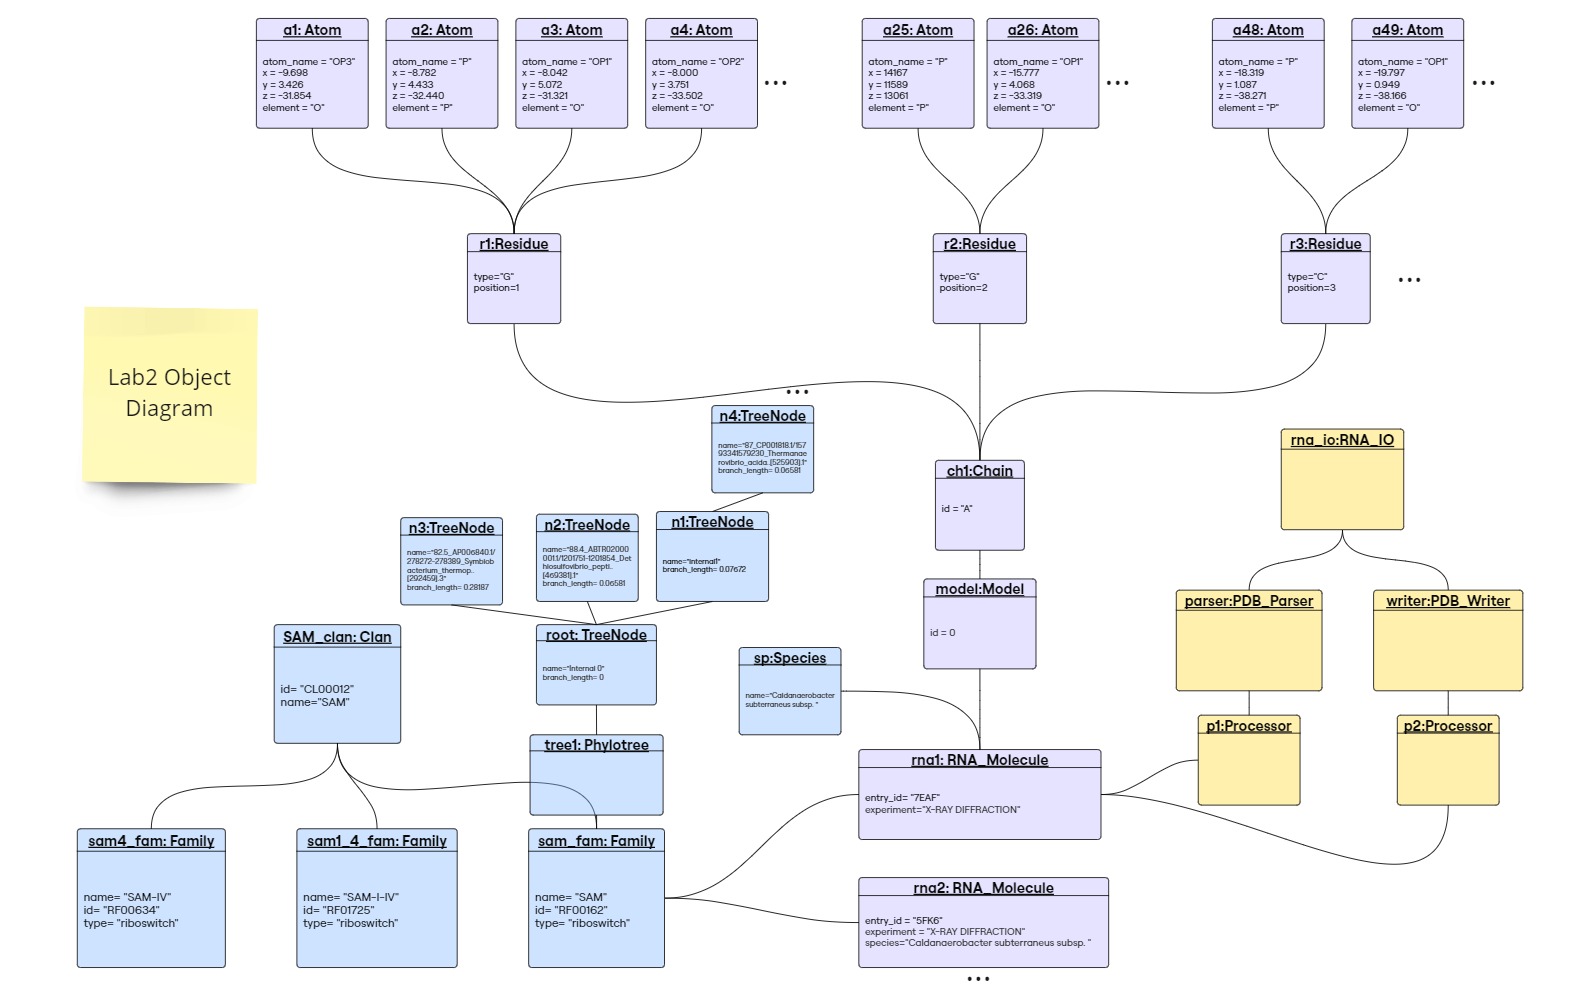 a1: Atom
atom_name = "OP3"
x = -9.698
y = 3.426
z = -31.854
element = "O"
a2: Atom
atom_name = "P"
x = -8.782
y = 4.433
z = -32.440
element = "P"
a3: Atom
atom_name = "OP1"
x = -8.042
y = 5.072
z = -31.321
element = "O"
a4: Atom
atom_name = "OP2"
x = -8.000
y = 3.751
z = -33.502
element = "O"
...
a25: Atom
atom_name = "P"
x = 14167
y = 11589
z = 13061
element = "P"
a26: Atom
atom_name = "OP1"
x = -15.777
y = 4.068
z = -33.319
element = "O"
...
a48: Atom
atom_name = "P"
x = -18.319
y = 1.087
z = -38.271
element = "P"
a49: Atom
atom_name = "OP1"
x = -19.797
y = 0.949
z = -38.166
element = "O"
...
r1:Residue
type="G"
position=1
r2:Residue
type="G"
position=2
r3:Residue
type="C"
position=3
...
Lab2 Object
Diagram
...
n4:TreeNode
name="87_CP001818.1/157
93341579230_Thermanae
rovibrio_acida..[525903].1"
branch_length= 0.06581
n3:TreeNode
name="82.5_AP006840.1/
278272-278389_Symbiob
acterium_thermop..
[292459].3"
branch_length= 0.28187
n2:TreeNode
name="88.4_ABTR02000
001.1/1201751-1201854_Det
hiosulfovibrio_pepti..
[469381].1"
branch_length= 0.06581
n1:TreeNode
name="internal1"
branch_length= 0.07672
ch1:Chain
id = "A"
rna_io:RNA_IO
model:Model
id = 0
parser:PDB_Parser
writer:PDB_Writer
SAM_clan: Clan
id= "CL00012"
name="SAM"
root: TreeNode
name="Internal 0"
branch_length= 0
sp:Species
name="Caldanaerobacter
subterraneus subsp. "
tree1: Phylotree
p1:Processor
p2:Processor
rna1: RNA_Molecule
entry_id= "7EAF"
experiment="X-RAY DIFFRACTION"
sam4_fam: Family
name= "SAM-IV"
id= "RF00634"
type= "riboswitch"
sam1_4_fam: Family
name= "SAM-I-IV"
id= "RF01725"
type= "riboswitch"
sam_fam: Family
name= "SAM"
id= "RF00162"
type= "riboswitch"
rna2: RNA_Molecule
entry_id = "5FK6"
experiment = "X-RAY DIFFRACTION"
species="Caldanaerobacter subterraneus subsp. "
...